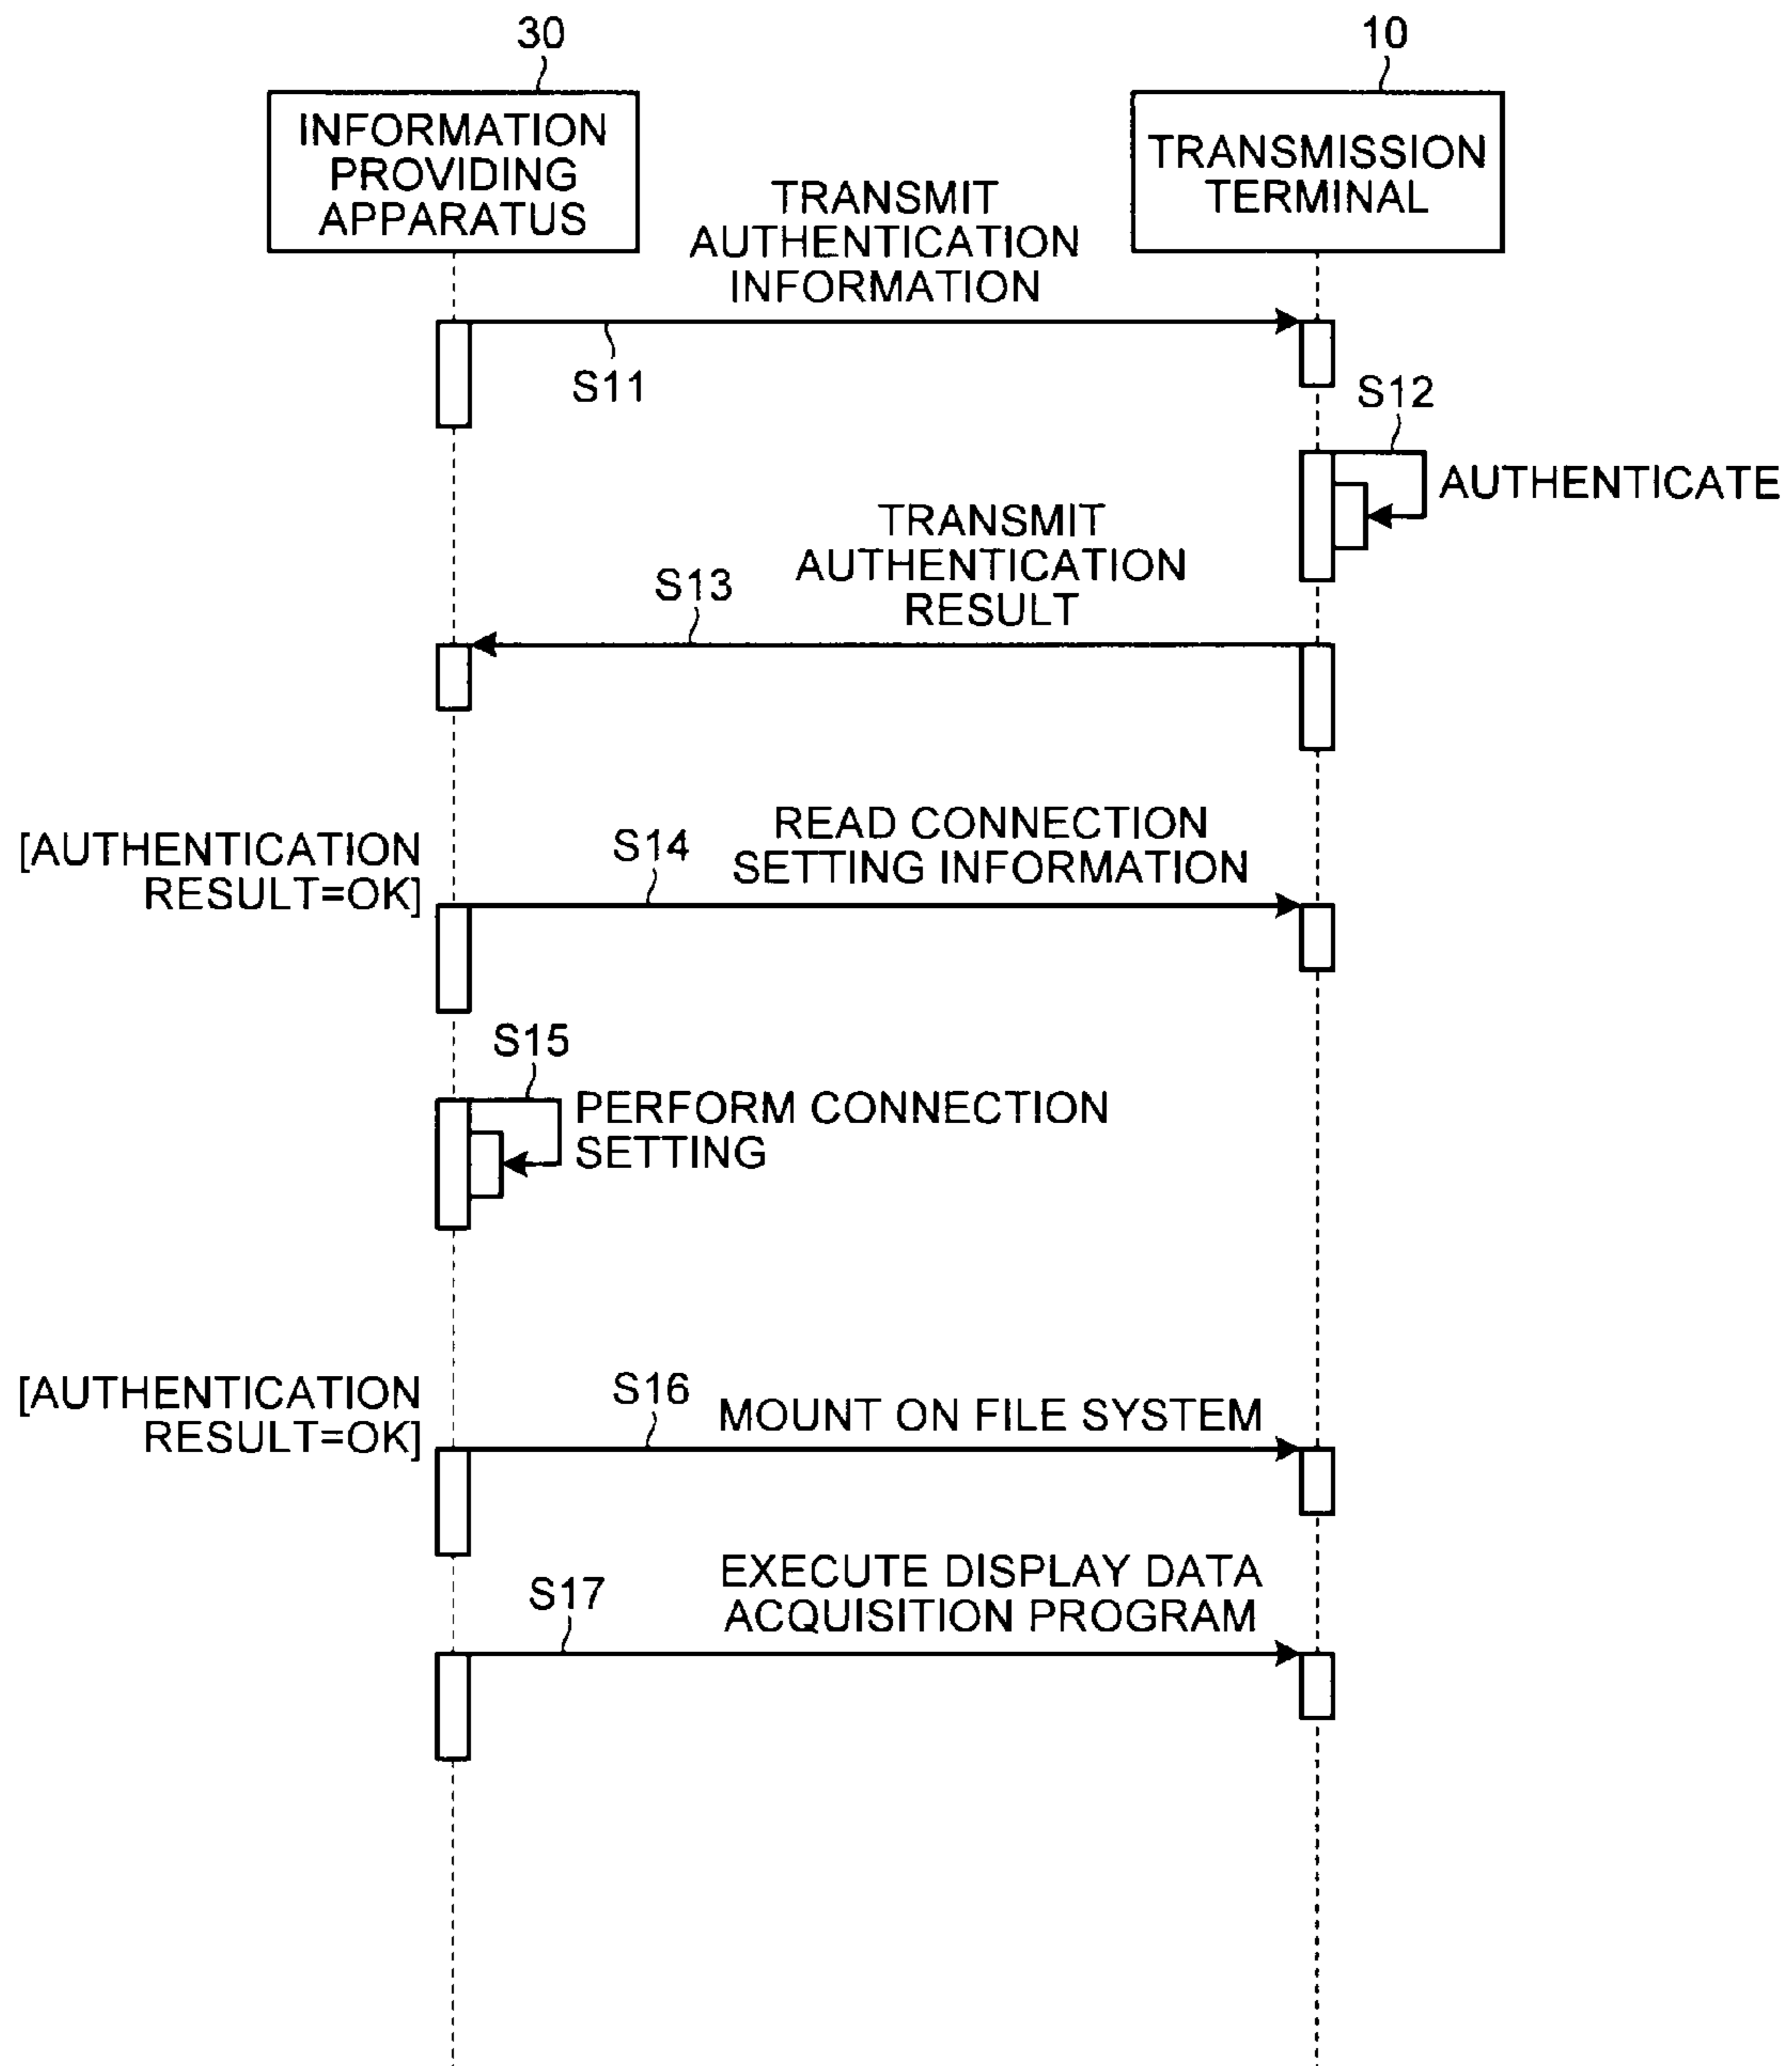 30
10
INFORMATION
PROVIDING
APPARATUS
TRANSMISSION
TERMINAL
TRANSMIT
AUTHENTICATION
INFORMATION
S11
S12
AUTHENTICATE
TRANSMIT
AUTHENTICATION
RESULT
S13
[AUTHENTICATION
RESULT=OK]
S14
READ CONNECTION
SETTING INFORMATION
S15
PERFORM CONNECTION
SETTING
[AUTHENTICATION
RESULT=OK]
S16
MOUNT ON FILE SYSTEM
S17
EXECUTE DISPLAY DATA
ACQUISITION PROGRAM